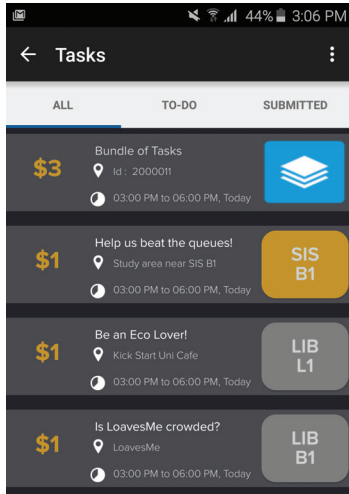 44% 3:06 PM
Tasks
ALL TO-DO SUBMITTED
$3
Bundle of Tasks
Id : 2000011
03:00 PM to 06:00 PM, Today
$1
Help us beat the queues!
Study area near SIS B1
03:00 PM to 06:00 PM, Today
SIS
B1
$1
Be an Eco Lover!
Kick Start Uni Cafe
03:00 PM to 06:00 PM, Today
LIB
L1
$1
Is LoavesMe crowded?
LoavesMe
03:00 PM to 06:00 PM, Today
LIB
B1